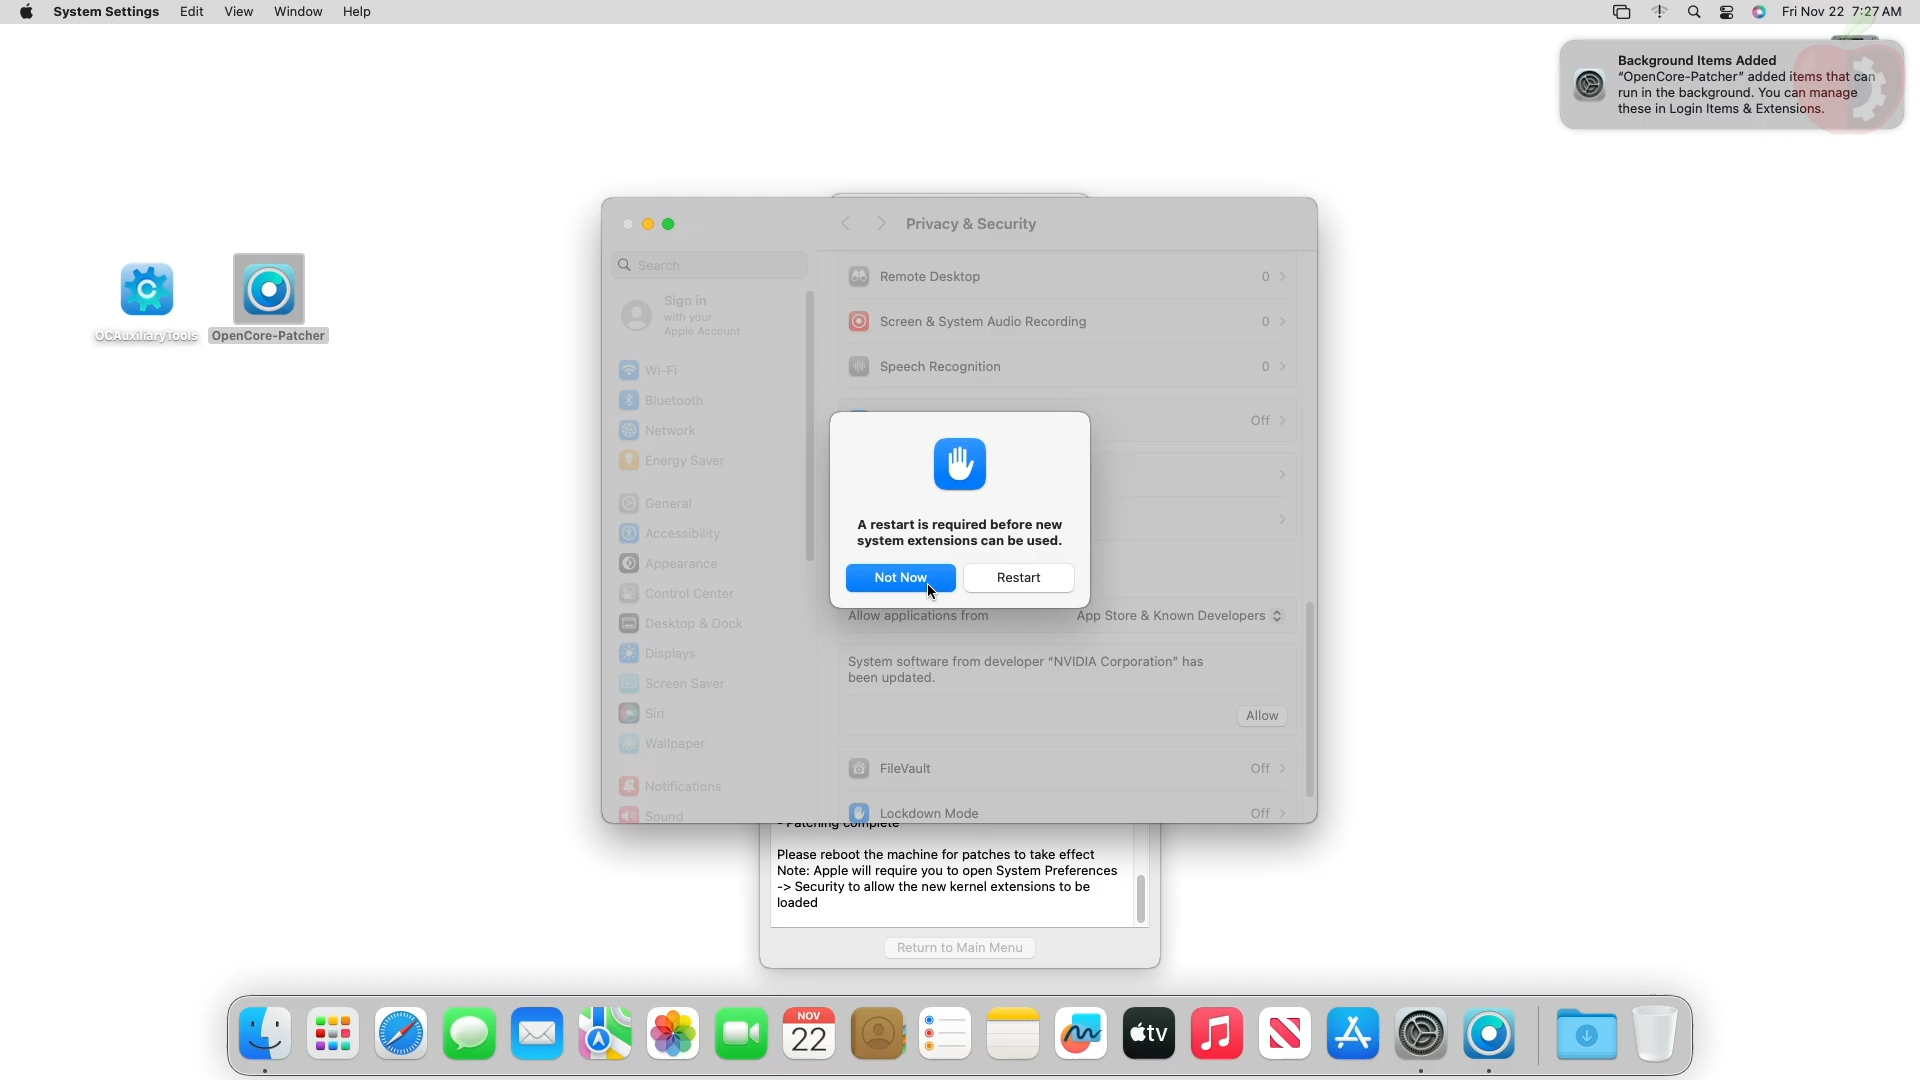 System Settings Edit View Window Help
Fri Nov 22 7:27 AM
Background Items Added
“OpenCore-Patcher” added items that can
run in the background. You can manage
these in Login Items & Extensions.
OCAuxiliaryTools
OpenCore-Patcher
Privacy & Security
Search
Sign in
with your
Apple Account
Wi-Fi
Bluetooth
Network
Energy Saver
General
Accessibility
Appearance
Control Center
Desktop & Dock
Displays
Screen Saver
Siri
Wallpaper
Notifications
Sound
Remote Desktop 0
Screen & System Audio Recording 0
Speech Recognition 0
Off
A restart is required before new
system extensions can be used.
Not Now Restart
Allow applications from App Store & Known Developers
System software from developer “NVIDIA Corporation” has
been updated.
Allow
FileVault Off
Lockdown Mode Off
- Patching complete
Please reboot the machine for patches to take effect
Note: Apple will require you to open System Preferences
-> Security to allow the new kernel extensions to be
loaded
Return to Main Menu
NOV
22
tv